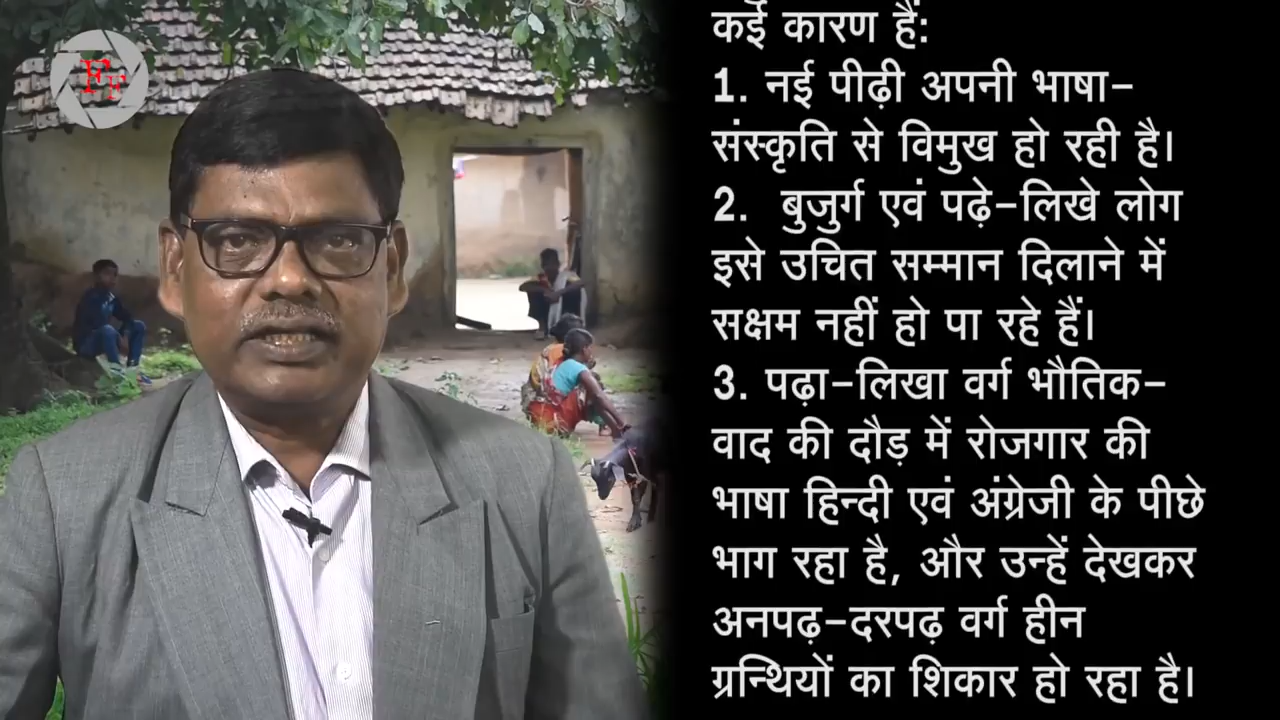 FF
कई कारण हैं:
1. नई पीढ़ी अपनी भाषा-
संस्कृति से विमुख हो रही है।
2. बुजुर्ग एवं पढ़े-लिखे लोग
इसे उचित सम्मान दिलाने में
सक्षम नहीं हो पा रहे हैं।
3. पढ़ा-लिखा वर्ग भौतिक-
वाद की दौड़ में रोजगार की
भाषा हिन्दी एवं अंग्रेजी के पीछे
भाग रहा है, और उन्हें देखकर
अनपढ़-दरपढ़ वर्ग हीन
ग्रन्थियों का शिकार हो रहा है।